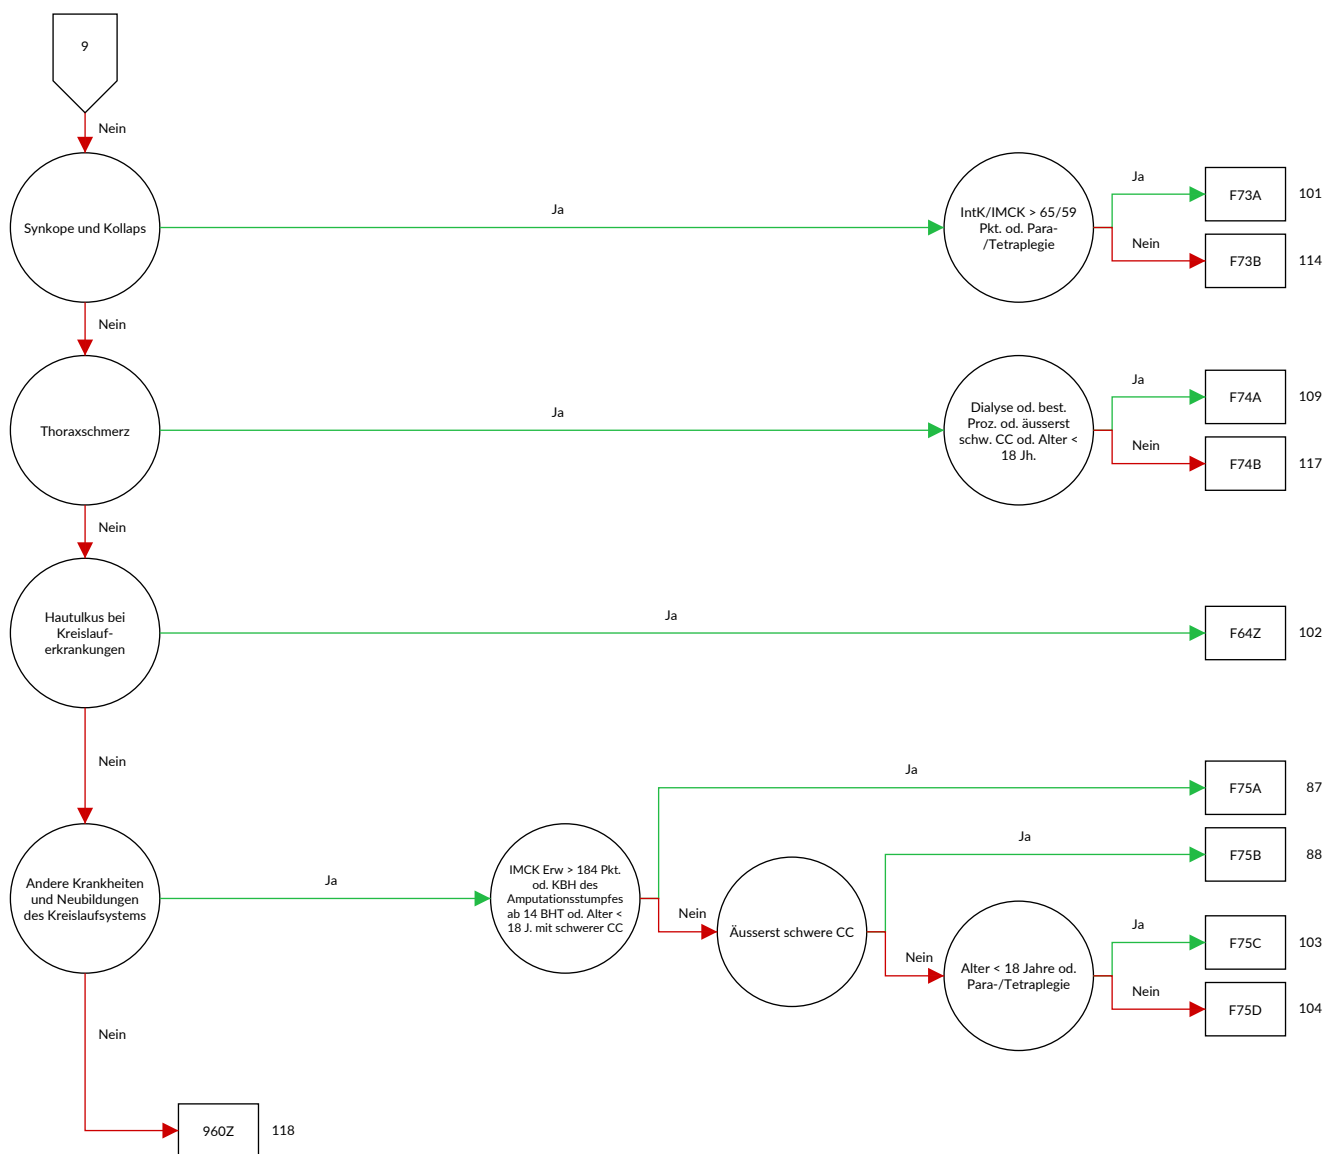 9
Nein
Synkope und Kollaps
Ja
IntK/IMCK > 65/59
Pkt. od. Para-
/Tetraplegie
Ja
F73A
101
Nein
F73B
114
Nein
Thoraxschmerz
Ja
Dialyse od. best.
Proz. od. äusserst
schw. CC od. Alter <
18 Jh.
Ja
F74A
109
Nein
F74B
117
Nein
Hautulkus bei
Kreislauf-
erkrankungen
Ja
F64Z
102
Nein
Andere Krankheiten
und Neubildungen
des Kreislaufsystems
Ja
IMCK Erw > 184 Pkt.
od. KBH des
Amputationsstumpfes
ab 14 BHT od. Alter <
18 J. mit schwerer CC
Ja
F75A
87
Nein
Äusserst schwere CC
Ja
F75B
88
Nein
Alter < 18 Jahre od.
Para-/Tetraplegie
Ja
F75C
103
Nein
F75D
104
Nein
960Z
118